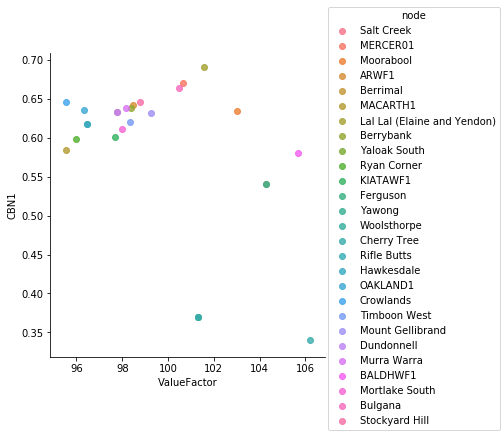 node
Salt Creek
MERCER01
Moorabool
ARWF1
Berrimal
MACARTH1
Lal Lal (Elaine and Yendon)
Berrybank
Yaloak South
Ryan Corner
KIATAWF1
Ferguson
Yawong
Woolsthorpe
Cherry Tree
Rifle Butts
Hawkesdale
OAKLAND1
Crowlands
Timboon West
Mount Gellibrand
Dundonnell
Murra Warra
BALDHWF1
Mortlake South
Bulgana
Stockyard Hill
CBN1
0.70
0.65
0.60
0.55
0.50
0.45
0.40
0.35
96 98 100 102 104 106
ValueFactor